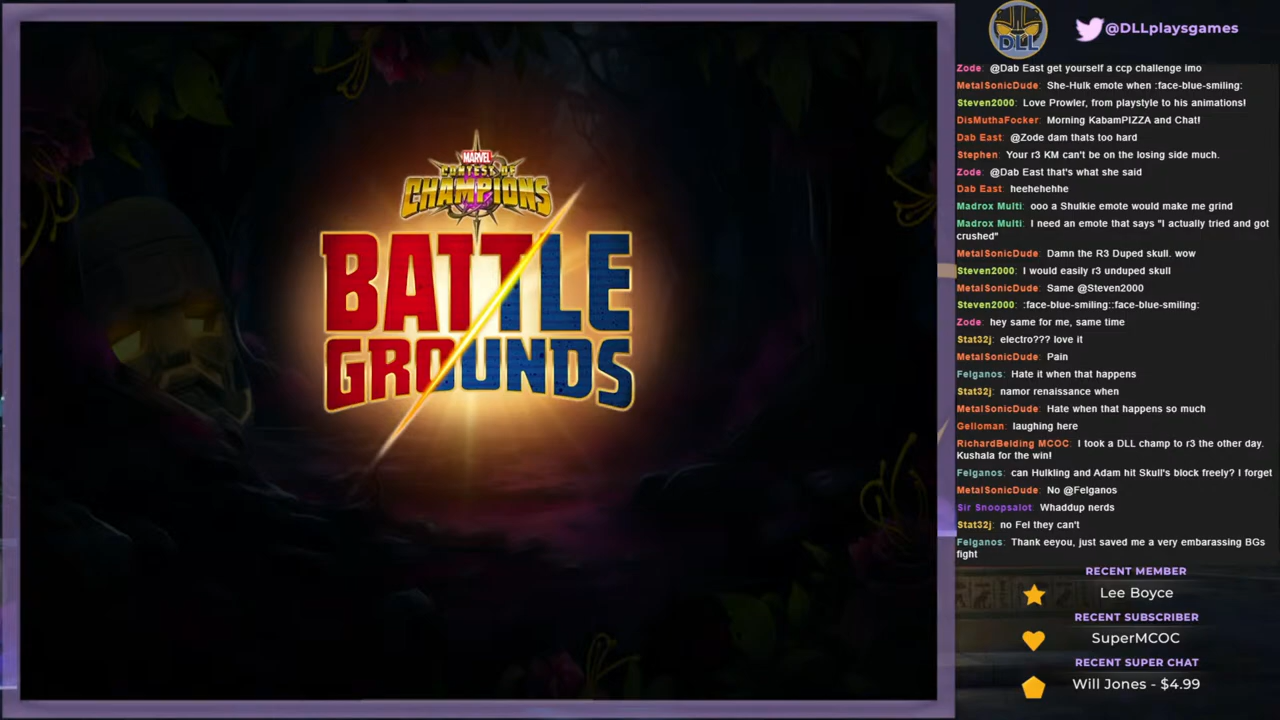 DLL
@DLLplaysgames
MARVEL
CONTEST OF
CHAMPIONS
BATTLE
GROUNDS
Zode: @Dab East get yourself a ccp challenge imo
MetalSonicDude: She-Hulk emote when :face-blue-smiling:
Steven2000: Love Prowler, from playstyle to his animations!
DisMuthaFocker: Morning KabamPIZZA and Chat!
Dab East: @Zode dam thats too hard
Stephen: Your r3 KM can't be on the losing side much.
Zode: @Dab East that's what she said
Dab East: heehehehhe
Madrox Multi: ooo a Shulkie emote would make me grind
Madrox Multi: I need an emote that says "I actually tried and got
crushed"
MetalSonicDude: Damn the R3 Duped skull. wow
Steven2000: I would easily r3 unduped skull
MetalSonicDude: Same @Steven2000
Steven2000: :face-blue-smiling::face-blue-smiling:
Zode: hey same for me, same time
Stat32j: electro??? love it
MetalSonicDude: Pain
Felganos: Hate it when that happens
Stat32j: namor renaissance when
MetalSonicDude: Hate when that happens so much
Gelioman: laughing here
RichardBelding MCOC: I took a DLL champ to r3 the other day.
Kushala for the win!
Felganos: can Hulkling and Adam hit Skull's block freely? I forget
MetalSonicDude: No @Felganos
Sir Snoopsalot: Whaddup nerds
Stat32j: no Fel they can't
Felganos: Thank eeyou, just saved me a very embarassing BGs
fight
RECENT MEMBER
Lee Boyce
RECENT SUBSCRIBER
SuperMCOC
RECENT SUPER CHAT
Will Jones - $4.99